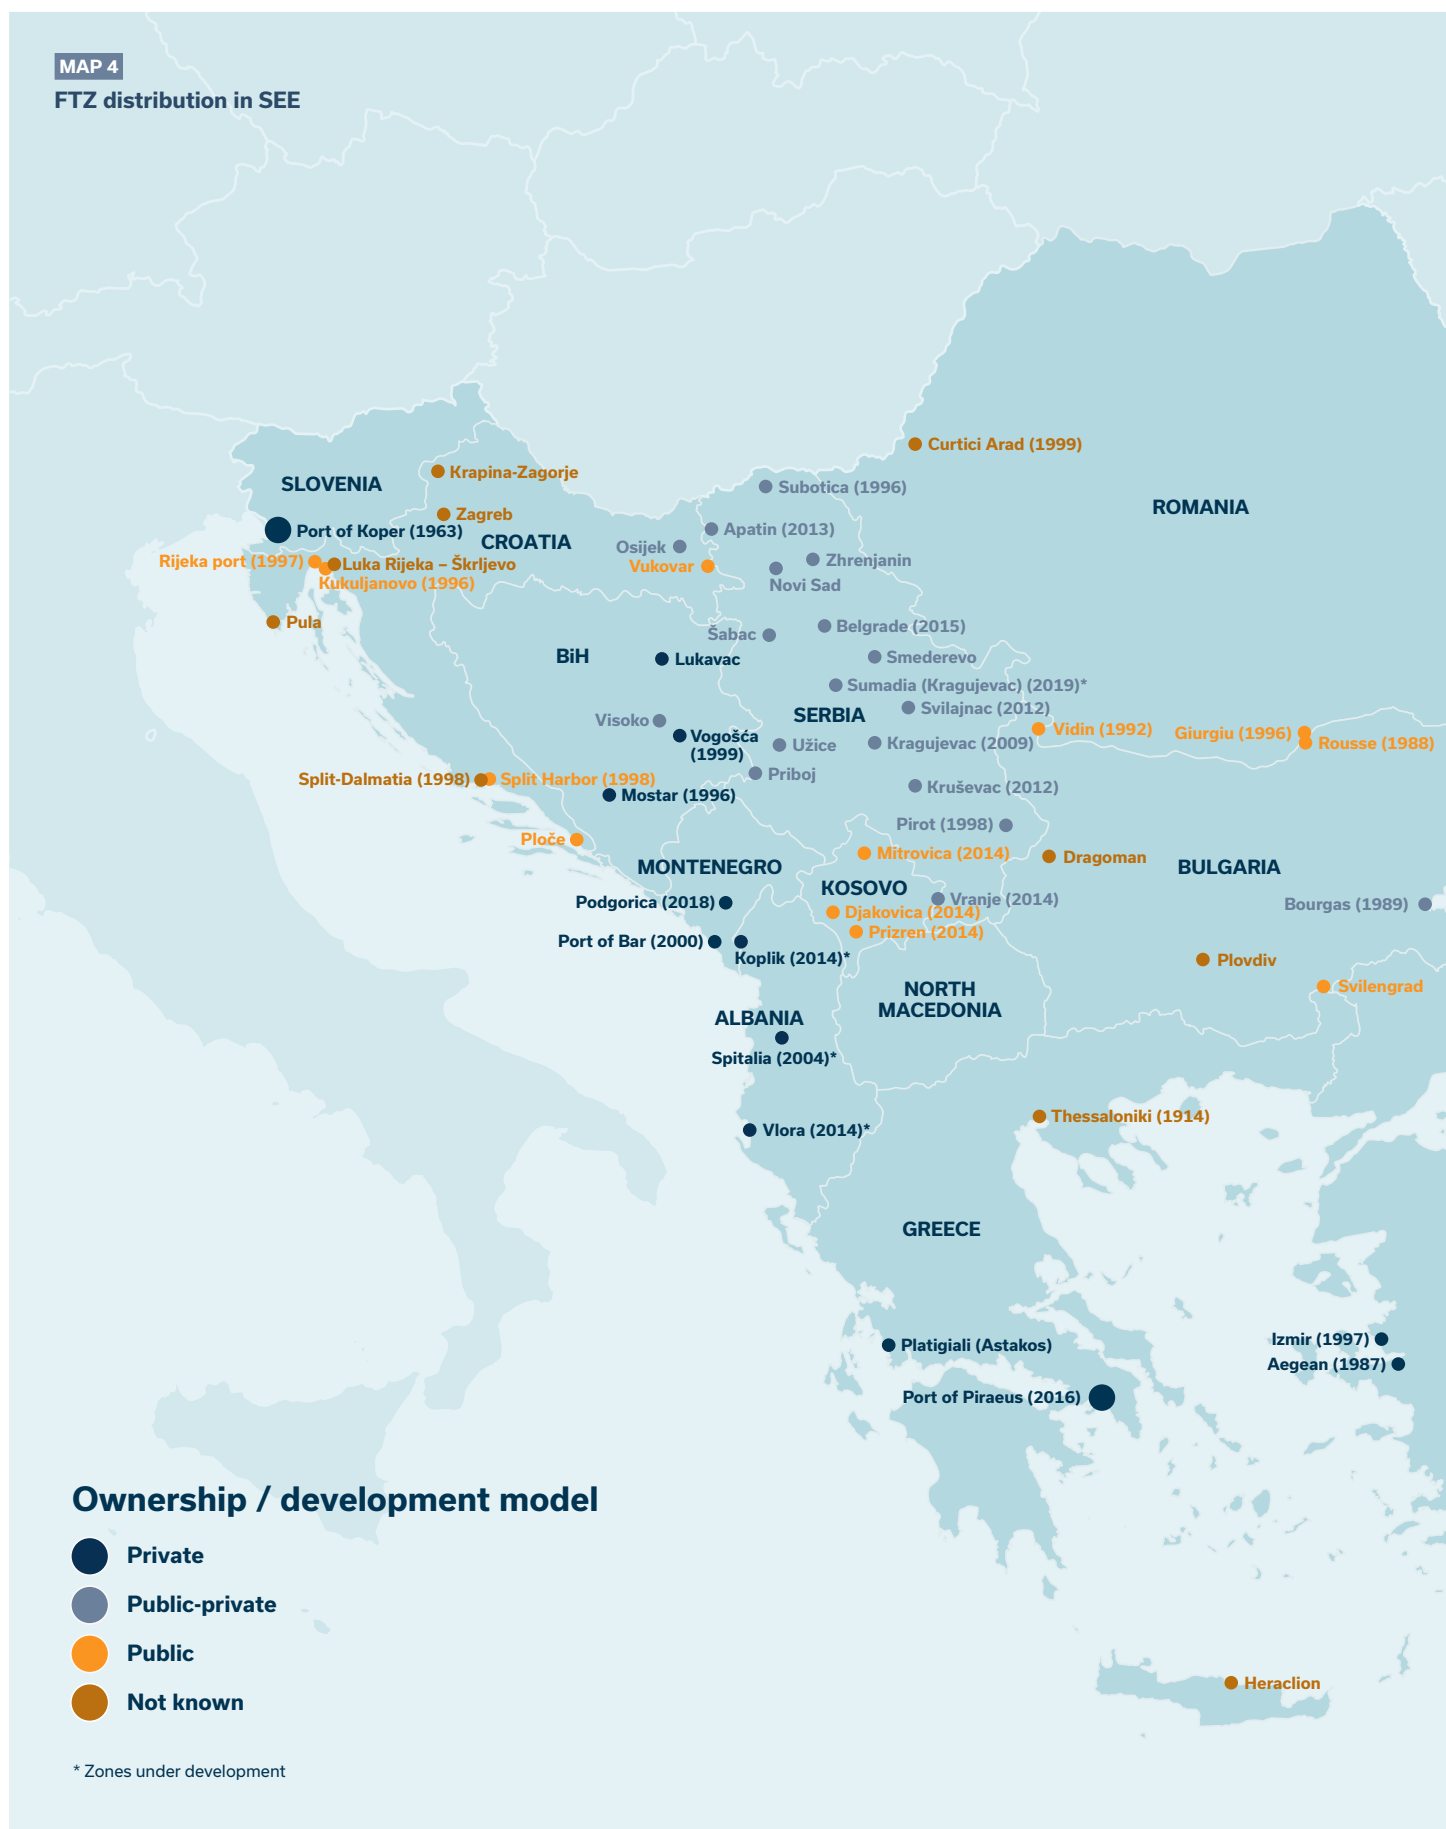 MAP 4
FTZ distribution in SEE
Curtici Arad (1999)
Krapina-Zagorje
SLOVENIA
Subotica (1996)
ROMANIA
Zagreb
Port of Koper (1963)
Apatin (2013)
CROATIA
Osijek
Rijeka port (1997)
Luka Rijeka – Škrljevo
Vukovar
Zhrenjanin
Kukuljanovo (1996)
Novi Sad
Pula
Belgrade (2015)
Šabac
BiH
Lukavac
Smederevo
Sumadia (Kragujevac) (2019)*
Svilajnac (2012)
SERBIA
Visoko
Vidin (1992)
Giurgiu (1996)
Vogošća
(1999)
Užice
Kragujevac (2009)
Rousse (1988)
Priboj
Split-Dalmatia (1998)
Split Harbor (1998)
Kruševac (2012)
Mostar (1996)
Pirot (1998)
Ploče
Mitrovica (2014)
Dragoman
MONTENEGRO
BULGARIA
KOSOVO
Vranje (2014)
Podgorica (2018)
Bourgas (1989)
Djakovica (2014)
Prizren (2014)
Port of Bar (2000)
Koplik (2014)*
Plovdiv
NORTH
MACEDONIA
Svilengrad
ALBANIA
Spitalia (2004)*
Thessaloniki (1914)
Vlora (2014)*
GREECE
Izmir (1997)
Platigiali (Astakos)
Aegean (1987)
Port of Piraeus (2016)
Ownership / development model
Private
Public-private
Public
Heraclion
Not known
* Zones under development